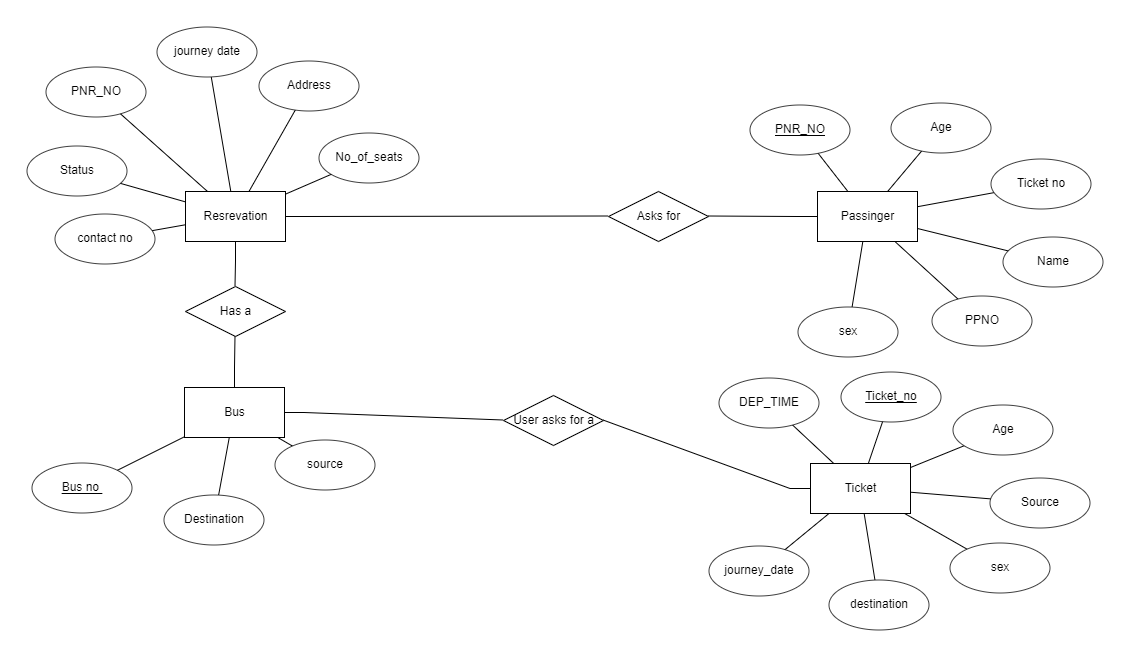 journey date
PNR_NO
Address
No_of_seats
Status
contact no
Resrevation
Asks for
PNR_NO
Age
Ticket no
Passinger
Name
PPNO
sex
Has a
Bus
User asks for a
source
Bus no
Destination
DEP_TIME
Ticket_no
Age
Ticket
Source
sex
journey_date
destination